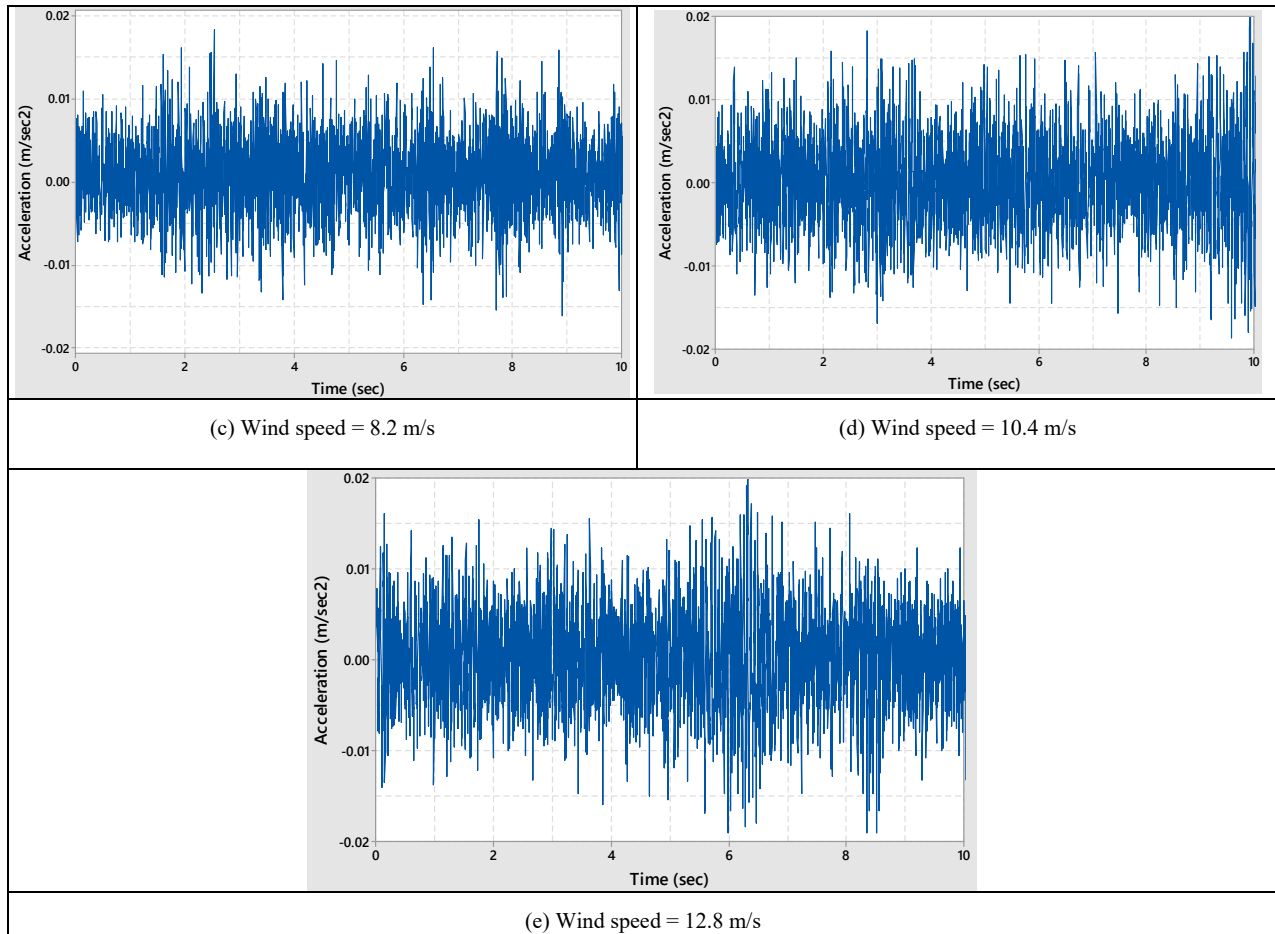 0.02
0.01
0.00
-0.01
-0.02
Acceleration (m/sec2)
0 2 4 6 8 10
Time (sec)
0.02
0.01
0.00
-0.01
-0.02
Acceleration (m/sec2)
0 2 4 6 8 10
Time (sec)
(c) Wind speed = 8.2 m/s
(d) Wind speed = 10.4 m/s
0.02
0.01
0.00
-0.01
-0.02
Acceleration (m/sec2)
0 2 4 6 8 10
Time (sec)
(e) Wind speed = 12.8 m/s